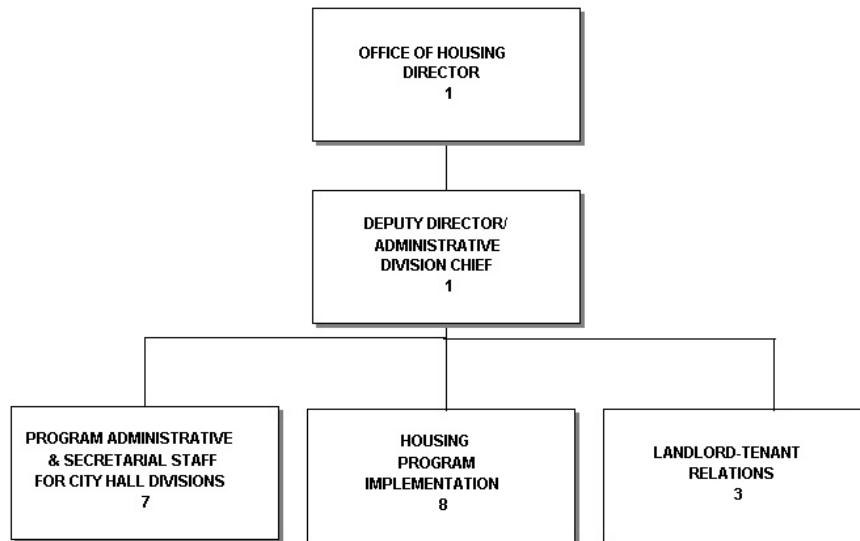 OFFICE OF HOUSING
DIRECTOR
1
DEPUTY DIRECTOR/
ADMINISTRATIVE
DIVISION CHIEF
1
PROGRAM ADMINISTRATIVE
& SECRETARIAL STAFF
FOR CITY HALL DIVISIONS
7
HOUSING
PROGRAM
IMPLEMENTATION
8
LANDLORD-TENANT
RELATIONS
3